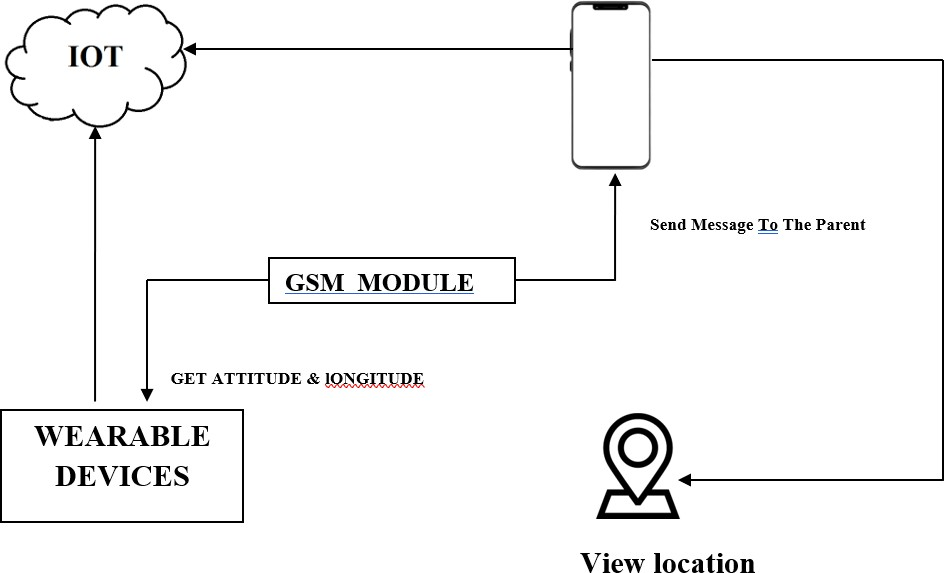 IOT
Send Message To The Parent
GSM MODULE
GET ATTITUDE & lONGITUDE
WEARABLE
DEVICES
View location